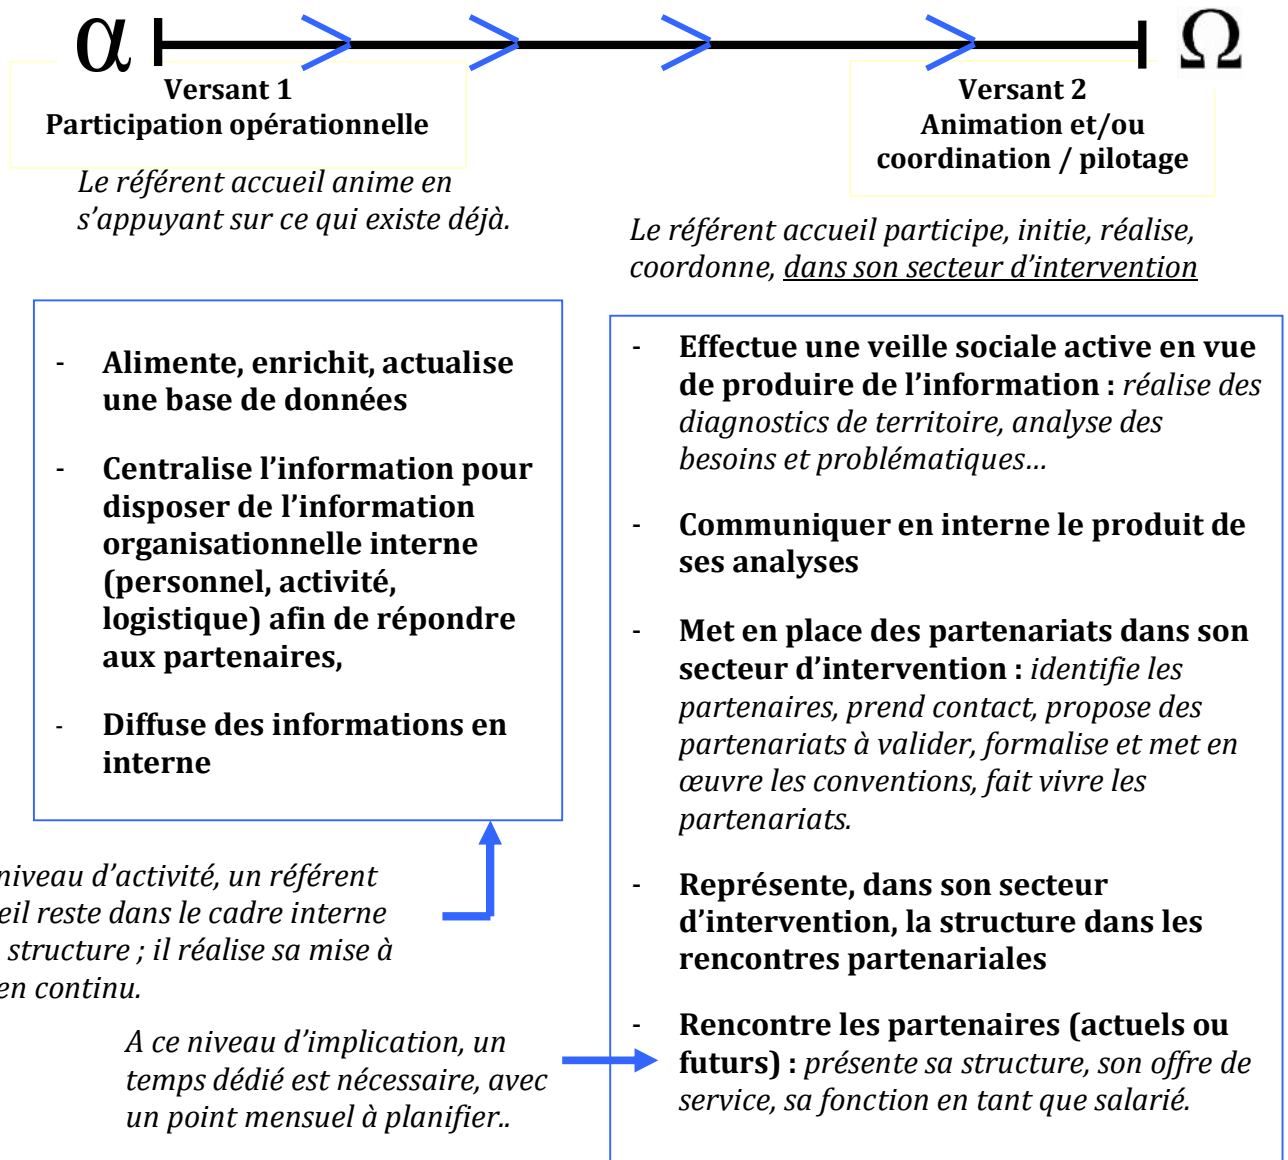 α Ω
Versant 1
Participation opérationnelle
Versant 2
Animation et/ou
coordination / pilotage
Le référent accueil anime en
s’appuyant sur ce qui existe déjà.
Le référent accueil participe, initie, réalise,
coordonne, dans son secteur d’intervention
- Alimente, enrichit, actualise
une base de données
- Centralise l’information pour
disposer de l’information
organisationnelle interne
(personnel, activité,
logistique) afin de répondre
aux partenaires,
- Diffuse des informations en
interne
niveau d’activité, un référent
eil reste dans le cadre interne
structure ; il réalise sa mise à
en continu.
A ce niveau d’implication, un
temps dédié est nécessaire, avec
un point mensuel à planifier..
- Effectue une veille sociale active en vue
de produire de l’information : réalise des
diagnostics de territoire, analyse des
besoins et problématiques…
- Communiquer en interne le produit de
ses analyses
- Met en place des partenariats dans son
secteur d’intervention : identifie les
partenaires, prend contact, propose des
partenariats à valider, formalise et met en
œuvre les conventions, fait vivre les
partenariats.
- Représente, dans son secteur
d’intervention, la structure dans les
rencontres partenariales
- Rencontre les partenaires (actuels ou
futurs) : présente sa structure, son offre de
service, sa fonction en tant que salarié.